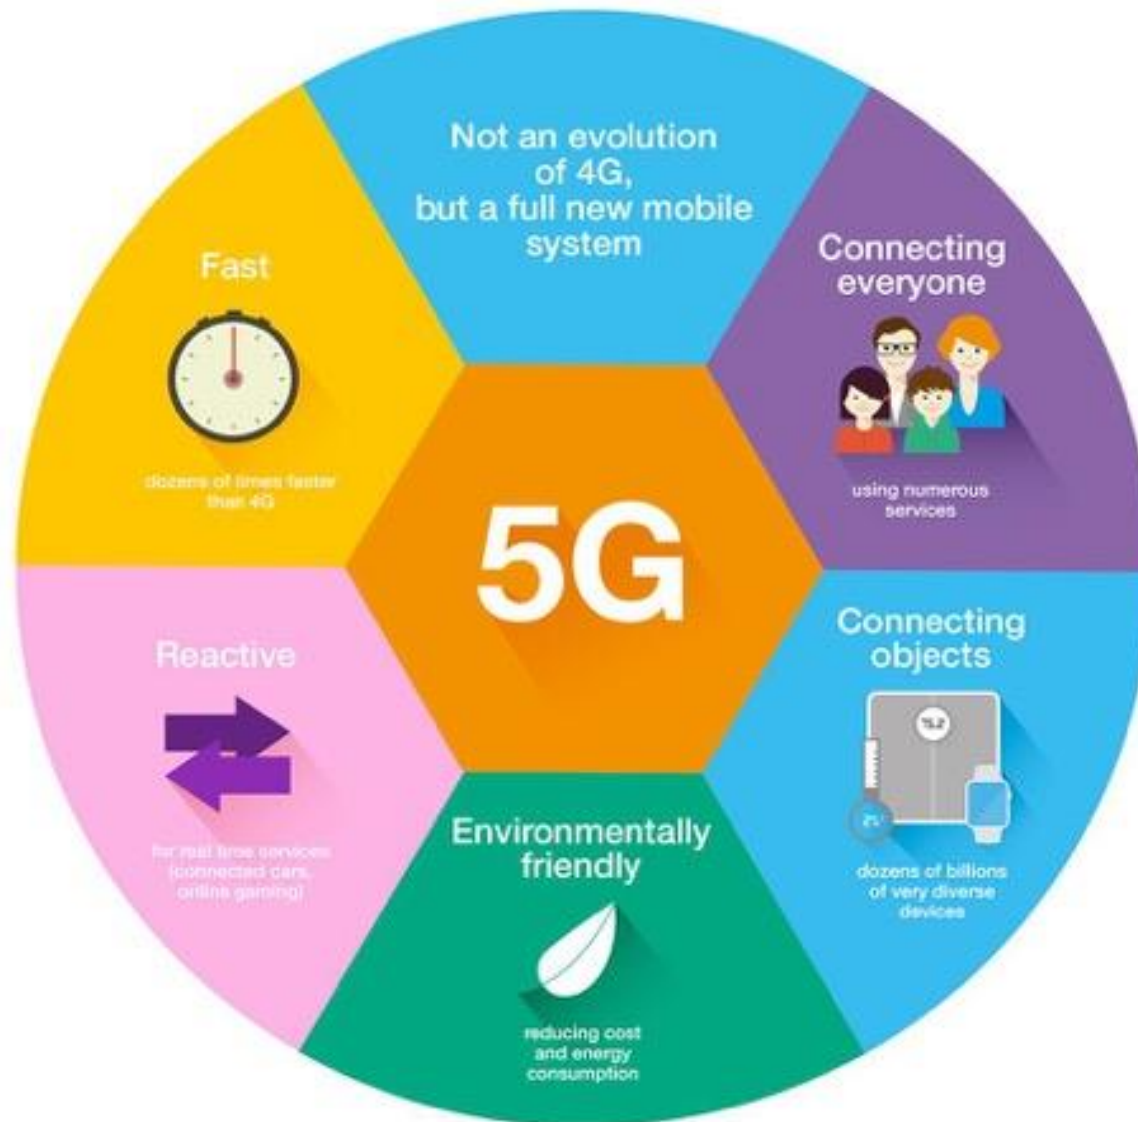 Not an evolution
of 4G,
but a full new mobile
system
Connecting
everyone
using numerous
services
Connecting
objects
dozens of billions
of very diverse
devices
Environmentally
friendly
reducing cost
and energy
consumption
Reactive
for real time services
(connected cars,
online gaming)
Fast
dozens of times faster
than 4G
5G